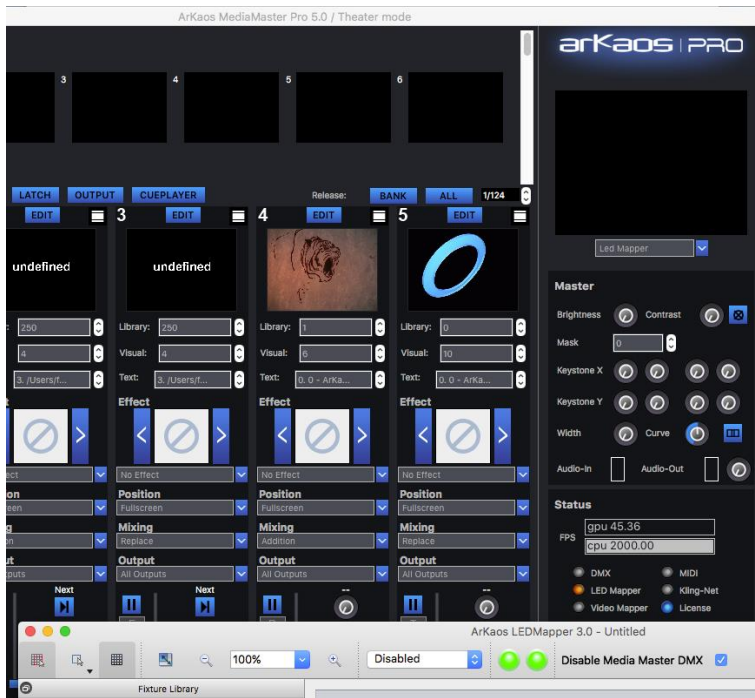 ArKaos MediaMaster Pro 5.0 / Theater mode
arKaos PRO
3
4
5
6
LATCH
OUTPUT
CUEPLAYER
Release:
BANK
ALL
1/124
EDIT
3
EDIT
4
EDIT
5
EDIT
undefined
undefined
Led Mapper
250
Library:
250
Library:
1
Library:
0
4
Visual:
4
Visual:
6
Visual:
10
3. /Users/f...
Text:
3. /Users/f...
Text:
0. 0 - ArKa...
Text:
0. 0 - ArKa...
Effect
Effect
Effect
No Effect
No Effect
No Effect
Position
Position
Position
Fullscreen
Fullscreen
Fullscreen
Mixing
Mixing
Mixing
Replace
Addition
Replace
Output
Output
Output
All Outputs
All Outputs
All Outputs
Next
Next
--
--
Master
Brightness
Contrast
Mask
0
Keystone X
Keystone Y
Width
Curve
Audio-In
Audio-Out
Status
FPS
gpu 45.36
cpu 2000.00
DMX
MIDI
LED Mapper
Kling-Net
Video Mapper
License
ArKaos LEDMapper 3.0 - Untitled
100%
Disabled
Disable Media Master DMX
Fixture Library